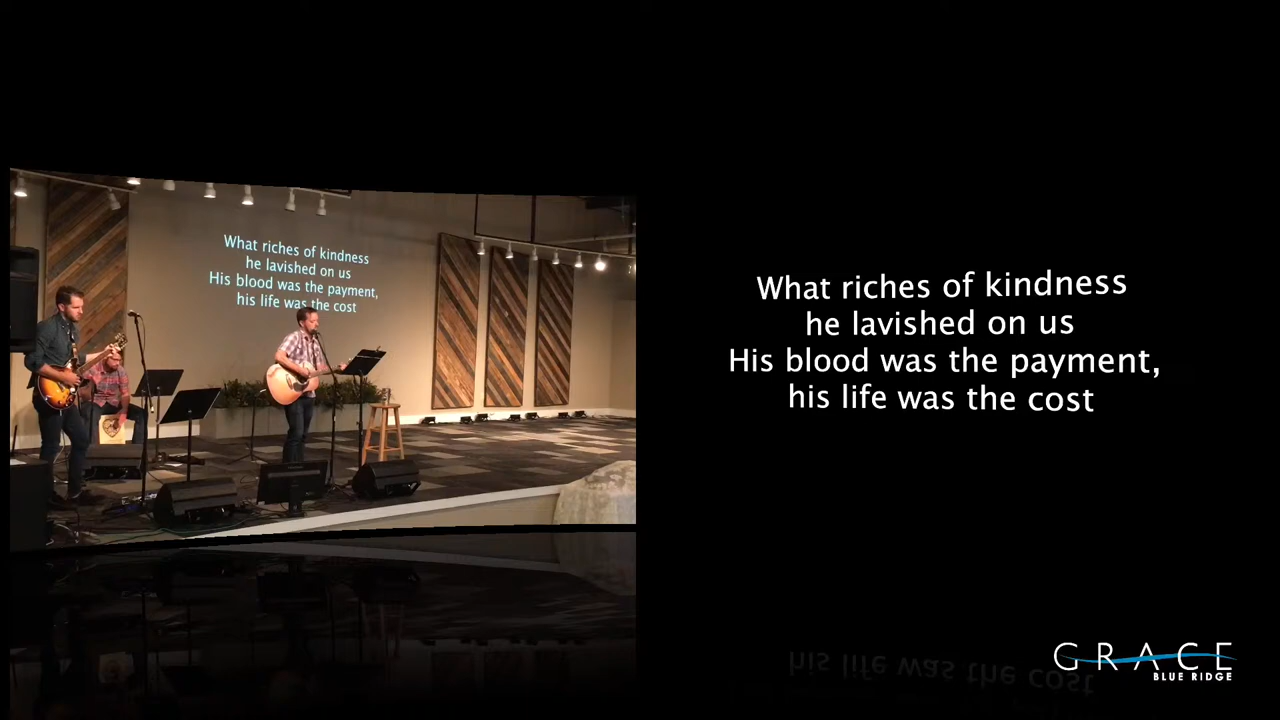 What riches of kindness
he lavished on us
His blood was the payment,
his life was the cost
What riches of kindness
he lavished on us
His blood was the payment,
his life was the cost
his life was the cost
GRACE
BLUE RIDGE